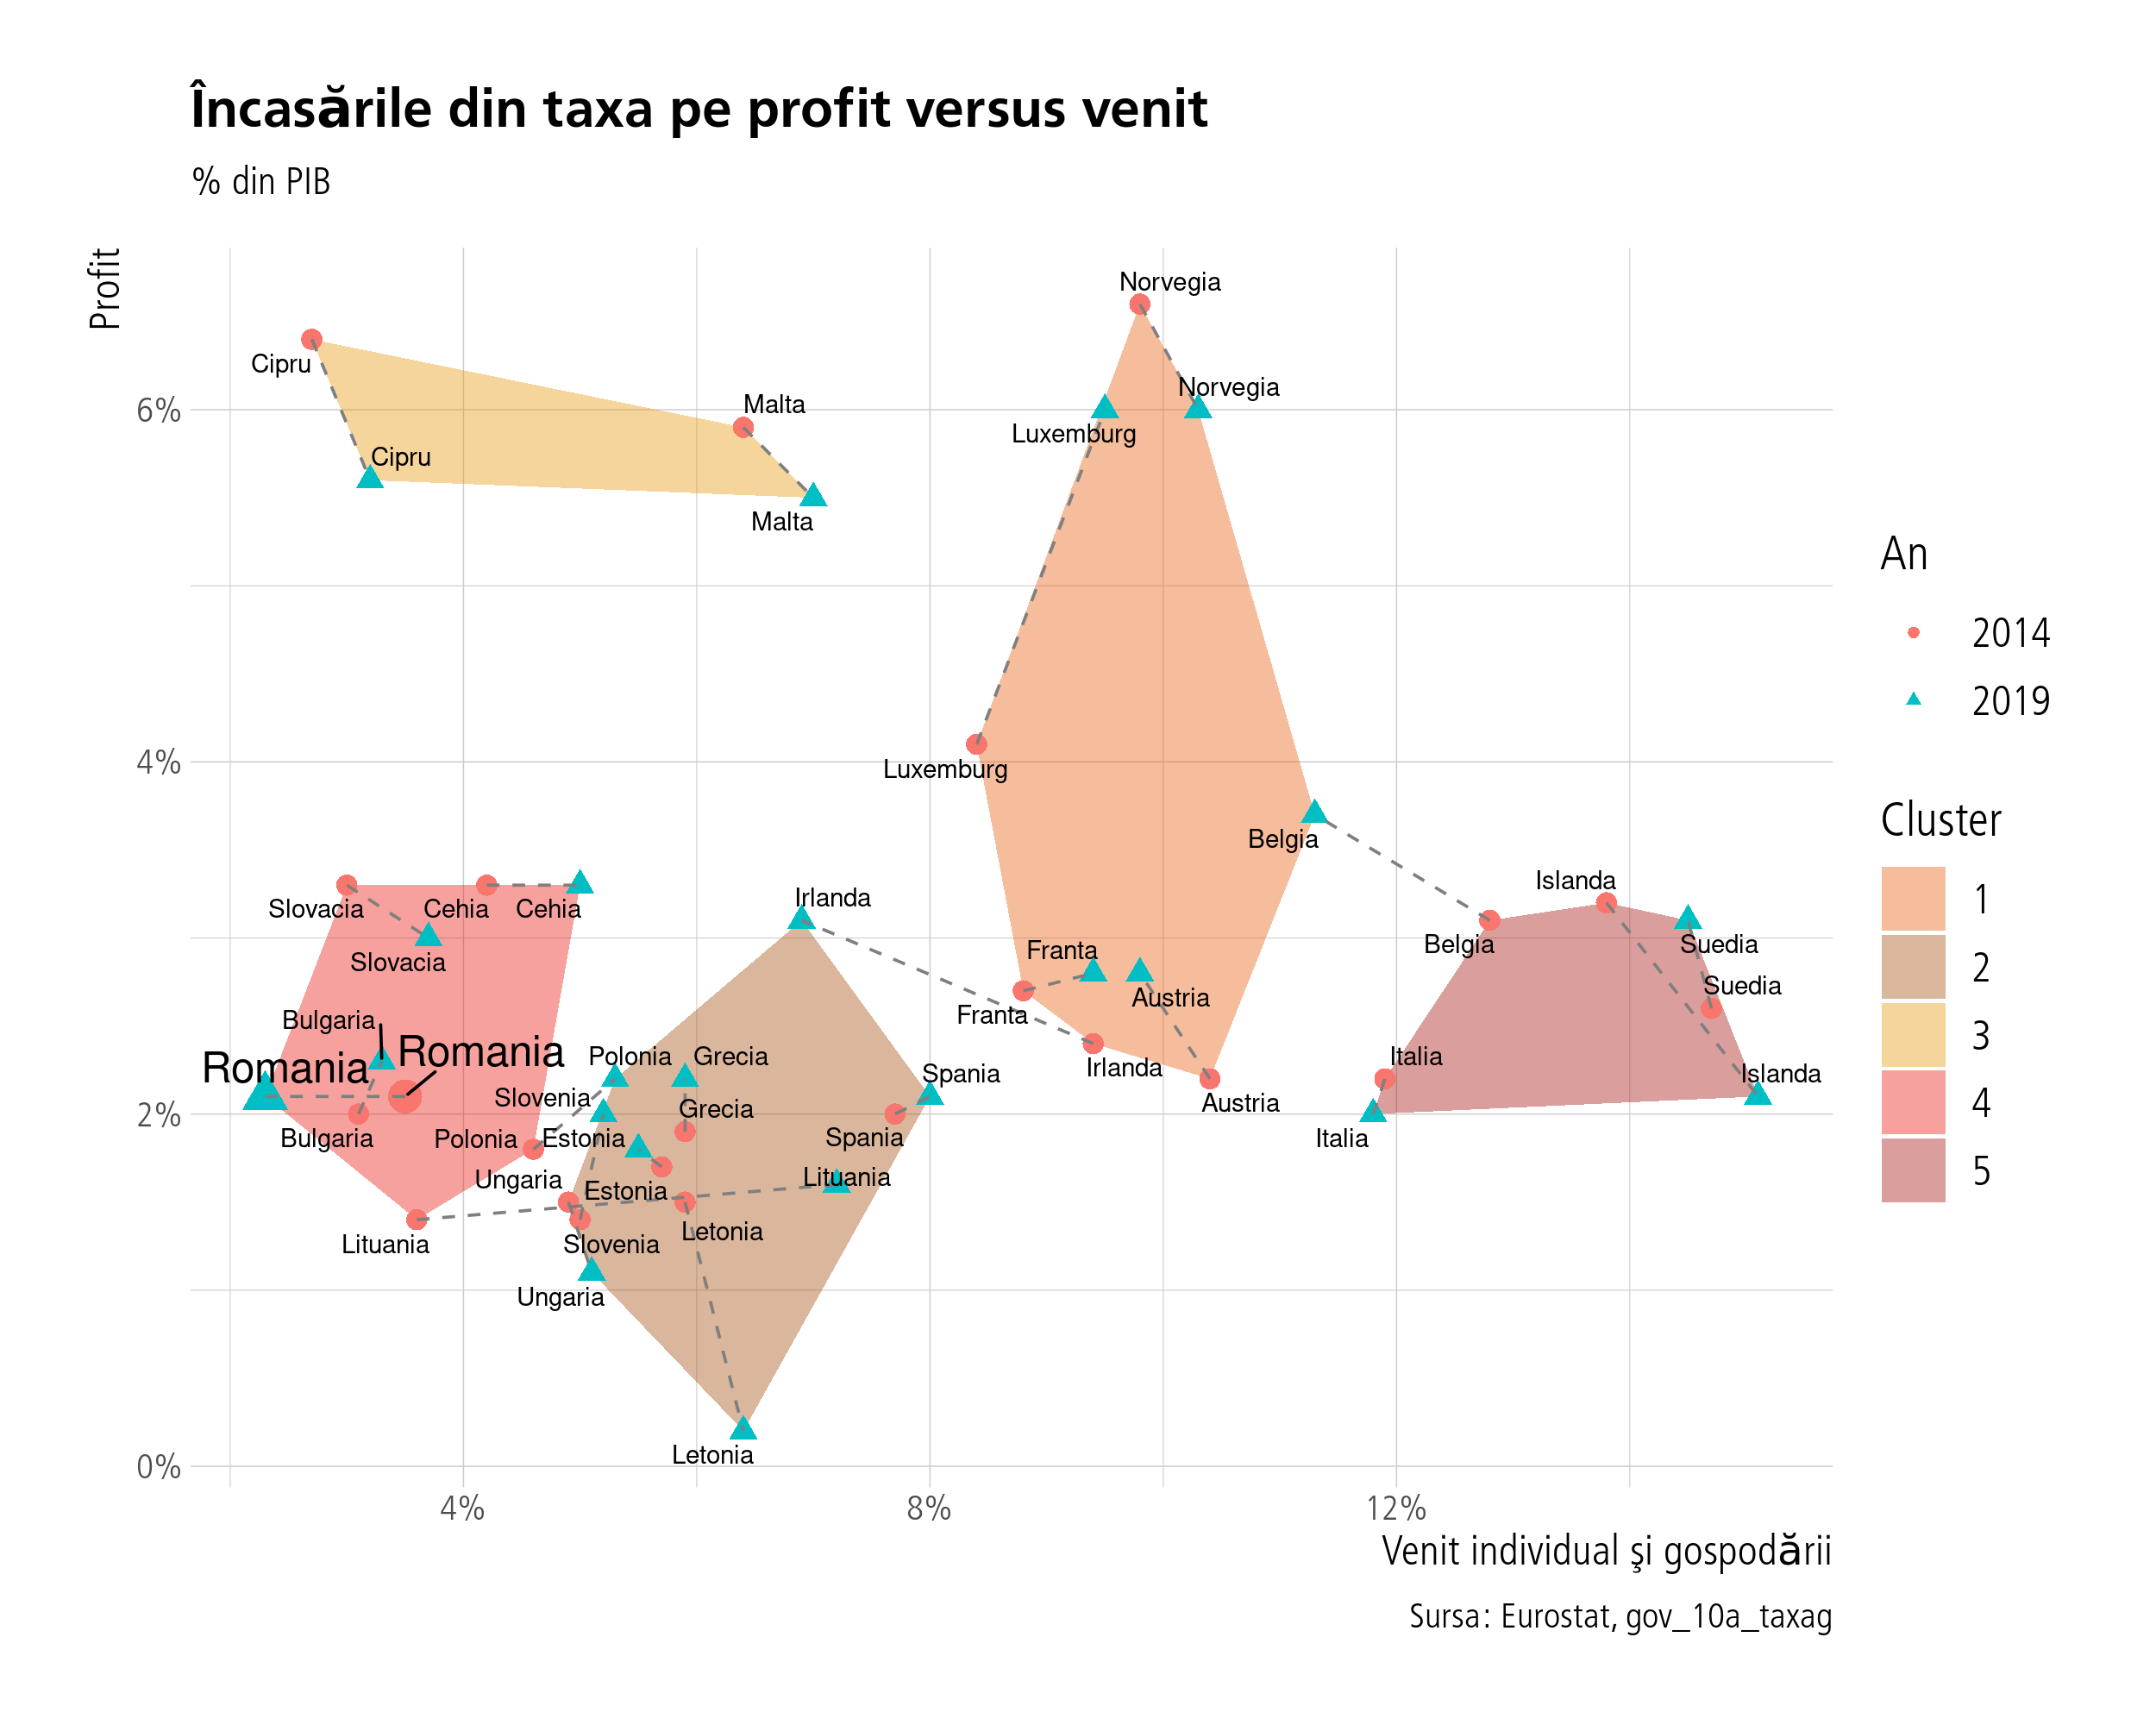 Încasările din taxa pe profit versus venit
% din PIB
Profit
Norvegia
Cipru
Norvegia
Malta
6%
Luxemburg
Cipru
Malta
4%
Luxemburg
Belgia
Islanda
Irlanda
Slovacia
Cehia
Cehia
Belgia
Suedia
Franta
Slovacia
Suedia
Austria
Franta
Bulgaria
Romania
Polonia
Grecia
Italia
Romania
Irlanda
Spania
Islanda
Slovenia
Grecia
Austria
2%
Bulgaria
Polonia
Estonia
Spania
Italia
Ungaria
Lituania
Estonia
Letonia
Lituania
Slovenia
Ungaria
Letonia
0%
4%
8%
12%
Venit individual şi gospodării
Sursa: Eurostat, gov_10a_taxag
An
2014
2019
Cluster
1
2
3
4
5